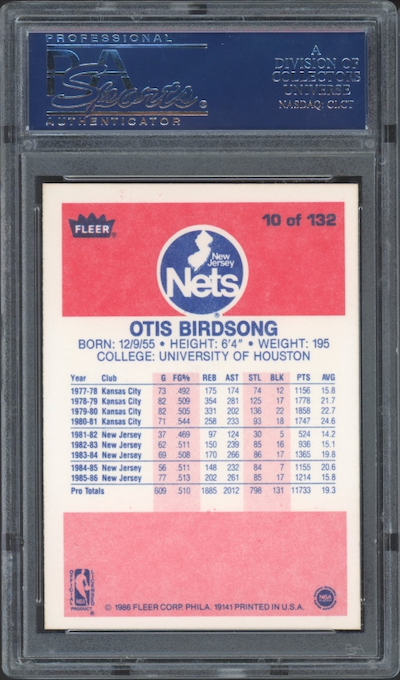 PROFESSIONAL
PSA
Sports
AUTHENTICATOR
A
DIVISION OF
COLLECTORS
UNIVERSE
NASDAQ: CLCT
FLEER
10 of 132
New
Jersey
Nets
OTIS BIRDSONG
BORN: 12/9/55 • HEIGHT: 6'4" • WEIGHT: 195
COLLEGE: UNIVERSITY OF HOUSTON
Year Club G FG% REB AST STL BLK PTS AVG
1977-78 Kansas City 73 .492 175 174 74 12 1156 15.8
1978-79 Kansas City 82 .509 354 281 125 17 1778 21.7
1979-80 Kansas City 82 .505 331 202 136 22 1858 22.7
1980-81 Kansas City 71 .544 258 233 93 18 1747 24.6
1981-82 New Jersey 37 .469 97 124 30 5 524 14.2
1982-83 New Jersey 62 .511 150 239 85 16 936 15.1
1983-84 New Jersey 69 .508 170 266 86 17 1365 19.8
1984-85 New Jersey 56 .511 148 232 84 7 1155 20.6
1985-86 New Jersey 77 .513 202 261 85 17 1214 15.8
Pro Totals 609 .510 1885 2012 798 131 11733 19.3
OFFICIAL LICENSED
NBA
PRODUCT
© 1986 FLEER CORP. PHILA. 19141 PRINTED IN U.S.A.